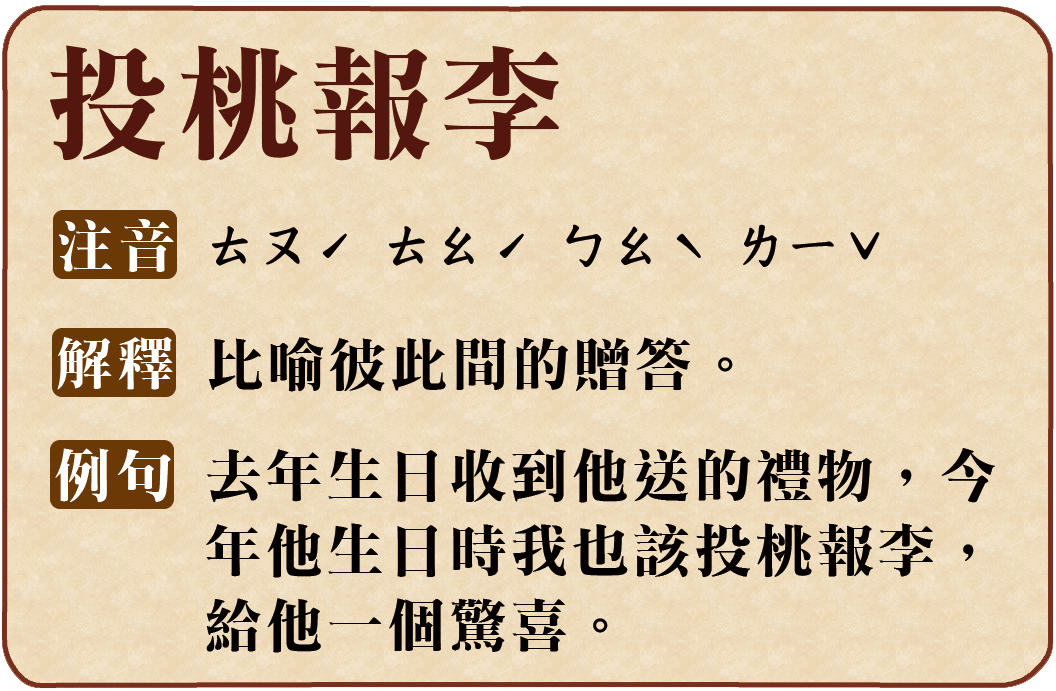 投桃報李
注音 ㄊㄡˊ ㄊㄠˊ ㄅㄠˋ ㄌㄧˇ
解釋 比喻彼此間的贈答。
例句 去年生日收到他送的禮物，今
年他生日時我也該投桃報李，
給他一個驚喜。